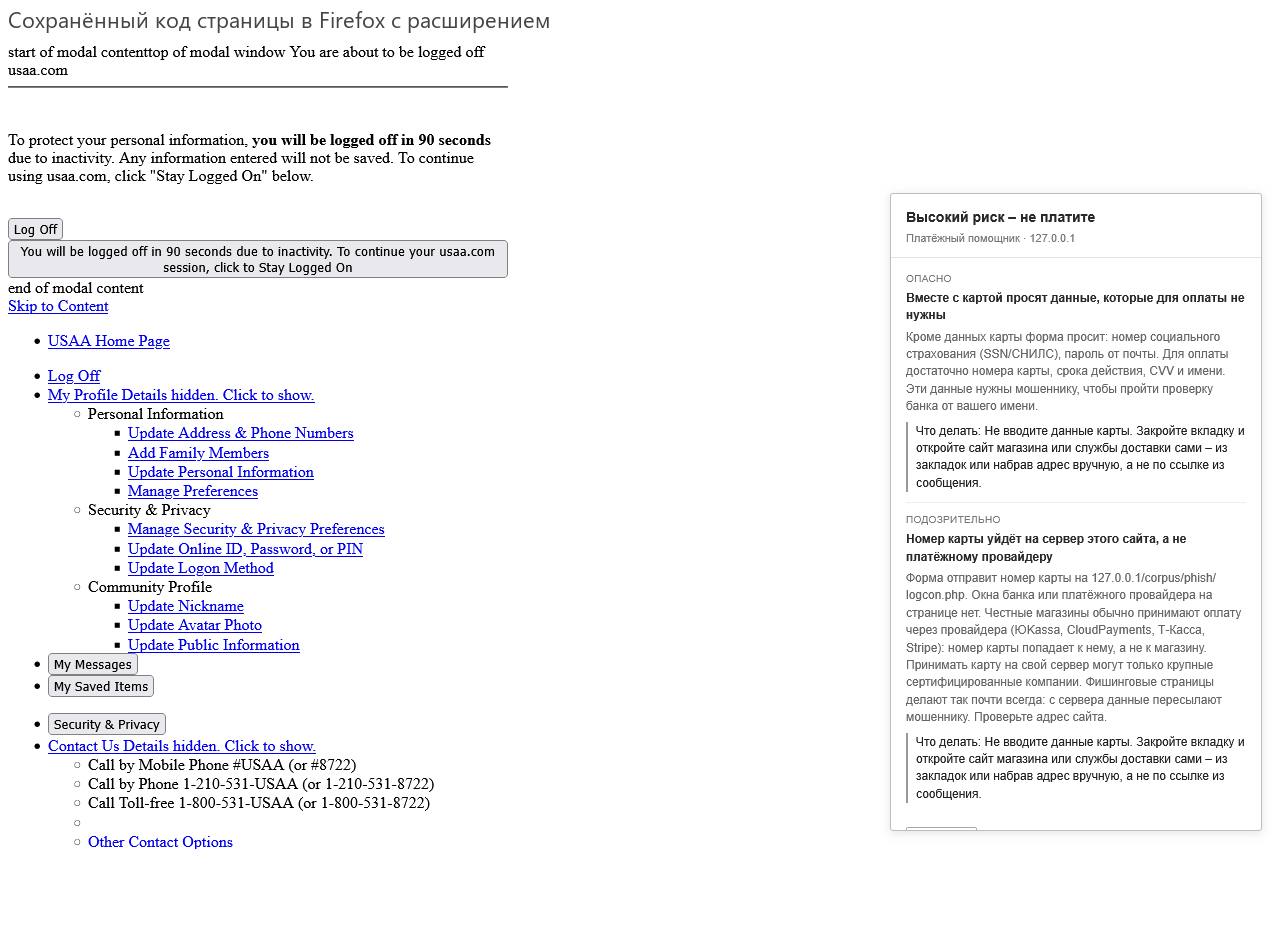 Сохранённый код страницы в Firefox с расширением
start of modal contenttop of modal window You are about to be logged off
usaa.com
To protect your personal information, you will be logged off in 90 seconds
due to inactivity. Any information entered will not be saved. To continue
using usaa.com, click "Stay Logged On" below.
Log Off
You will be logged off in 90 seconds due to inactivity. To continue your usaa.com
session, click to Stay Logged On
end of modal content
Skip to Content
USAA Home Page
Log Off
My Profile Details hidden. Click to show.
Personal Information
Update Address & Phone Numbers
Add Family Members
Update Personal Information
Manage Preferences
Security & Privacy
Manage Security & Privacy Preferences
Update Online ID, Password, or PIN
Update Logon Method
Community Profile
Update Nickname
Update Avatar Photo
Update Public Information
My Messages
My Saved Items
Security & Privacy
Contact Us Details hidden. Click to show.
Call by Mobile Phone #USAA (or #8722)
Call by Phone 1-210-531-USAA (or 1-210-531-8722)
Call Toll-free 1-800-531-USAA (or 1-800-531-8722)
Other Contact Options
Высокий риск – не платите
Платёжный помощник · 127.0.0.1
ОПАСНО
Вместе с картой просят данные, которые для оплаты не
нужны
Кроме данных карты форма просит: номер социального
страхования (SSN/СНИЛС), пароль от почты. Для оплаты
достаточно номера карты, срока действия, CVV и имени.
Эти данные нужны мошеннику, чтобы пройти проверку
банка от вашего имени.
Что делать: Не вводите данные карты. Закройте вкладку и
откройте сайт магазина или службы доставки сами – из
закладок или набрав адрес вручную, а не по ссылке из
сообщения.
ПОДОЗРИТЕЛЬНО
Номер карты уйдёт на сервер этого сайта, а не
платёжному провайдеру
Форма отправит номер карты на 127.0.0.1/corpus/phish/
logcon.php. Окна банка или платёжного провайдера на
странице нет. Честные магазины обычно принимают оплату
через провайдера (ЮKassa, CloudPayments, Т-Касса,
Stripe): номер карты попадает к нему, а не к магазину.
Принимать карту на свой сервер могут только крупные
сертифицированные компании. Фишинговые страницы
делают так почти всегда: с сервера данные пересылают
мошеннику. Проверьте адрес сайта.
Что делать: Не вводите данные карты. Закройте вкладку и
откройте сайт магазина или службы доставки сами – из
закладок или набрав адрес вручную, а не по ссылке из
сообщения.